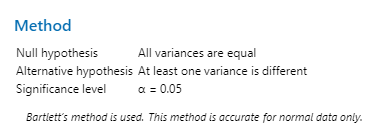 Method
Null hypothesis All variances are equal
Alternative hypothesis At least one variance is different
Significance level α = 0.05
Bartlett's method is used. This method is accurate for normal data only.